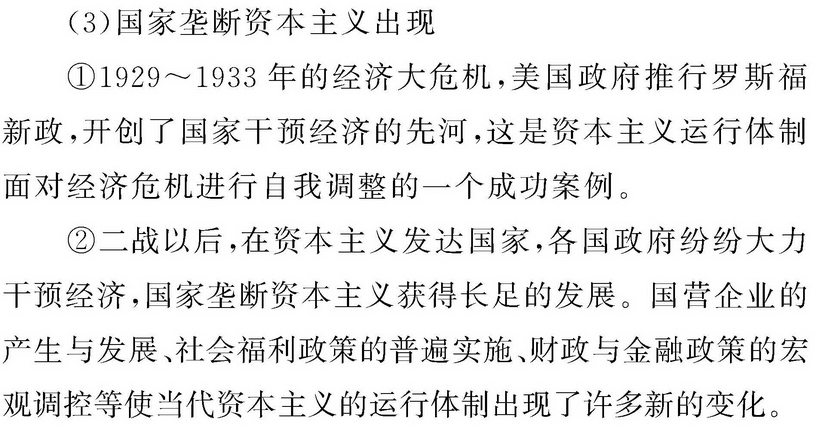 (3)国家垄断资本主义出现
①1929～1933 年的经济大危机,美国政府推行罗斯福
新政,开创了国家干预经济的先河,这是资本主义运行体制
面对经济危机进行自我调整的一个成功案例。
②二战以后,在资本主义发达国家,各国政府纷纷大力
干预经济,国家垄断资本主义获得长足的发展。国营企业的
产生与发展、社会福利政策的普遍实施、财政与金融政策的宏
观调控等使当代资本主义的运行体制出现了许多新的变化。